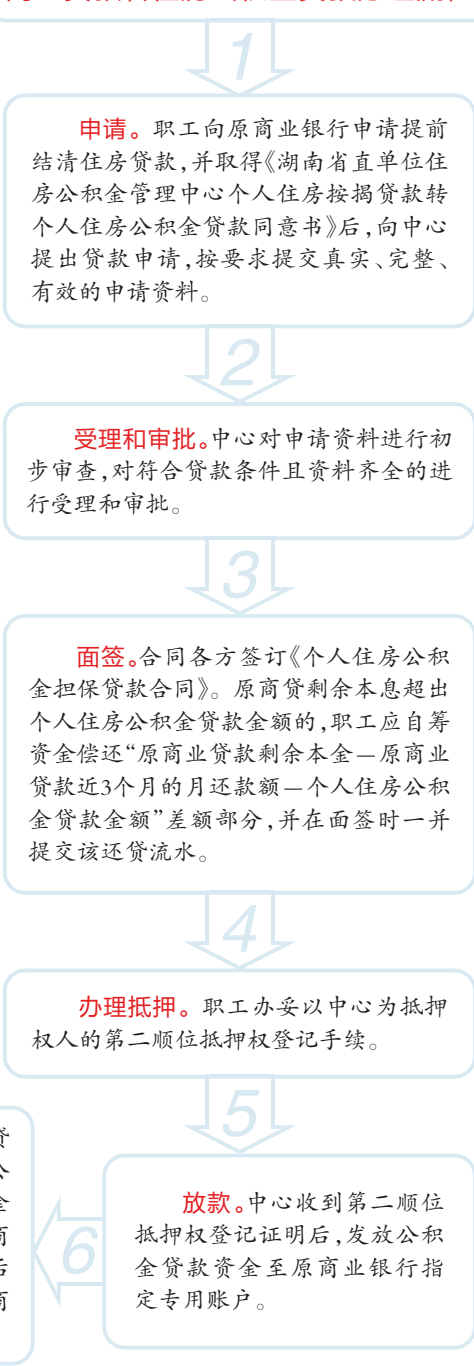 1
申请。职工向原商业银行申请提前
结清住房贷款,并取得《湖南省直单位住
房公积金管理中心个人住房按揭贷款转
个人住房公积金贷款同意书》后,向中心
提出贷款申请,按要求提交真实、完整、
有效的申请资料。
2
受理和审批。中心对申请资料进行初
步审查,对符合贷款条件且资料齐全的进
行受理和审批。
3
面签。合同各方签订《个人住房公积
金担保贷款合同》。原商贷剩余本息超出
个人住房公积金贷款金额的,职工应自筹
资金偿还“原商业贷款剩余本金—原商业
贷款近3个月的月还款额—个人住房公积
金贷款金额”差额部分,并在面签时一并
提交该还贷流水。
4
办理抵押。职工办妥以中心为抵押
权人的第二顺位抵押权登记手续。
5
放款。中心收到第二顺位
抵押权登记证明后,发放公积
金贷款资金至原商业银行指
定专用账户。
6